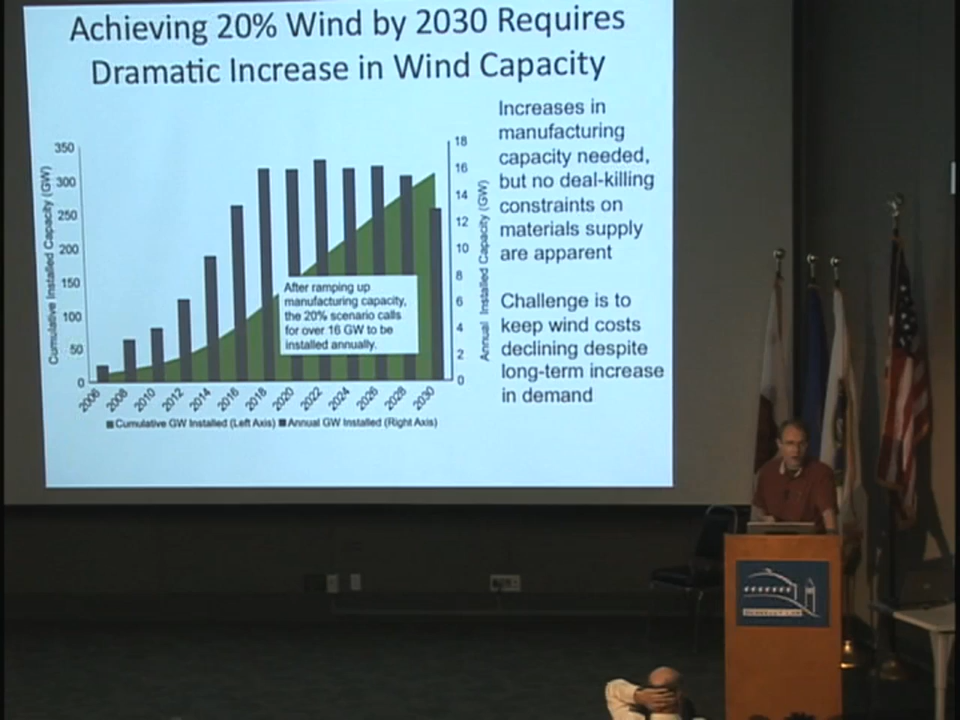 Achieving 20% Wind by 2030 Requires
Dramatic Increase in Wind Capacity
Increases in
manufacturing
capacity needed,
but no deal-killing
constraints on
materials supply
are apparent
Challenge is to
keep wind costs
declining despite
long-term increase
in demand
Cumulative Installed Capacity (GW)
350
300
250
200
150
100
50
0
18
16
14
12
10
8
6
4
2
0
Annual Installed Capacity (GW)
After ramping up
manufacturing capacity,
the 20% scenario calls
for over 16 GW to be
installed annually.
2006 2008 2010 2012 2014 2016 2018 2020 2022 2024 2026 2028 2030
Cumulative GW Installed (Left Axis) Annual GW Installed (Right Axis)
BERKELEY LAB